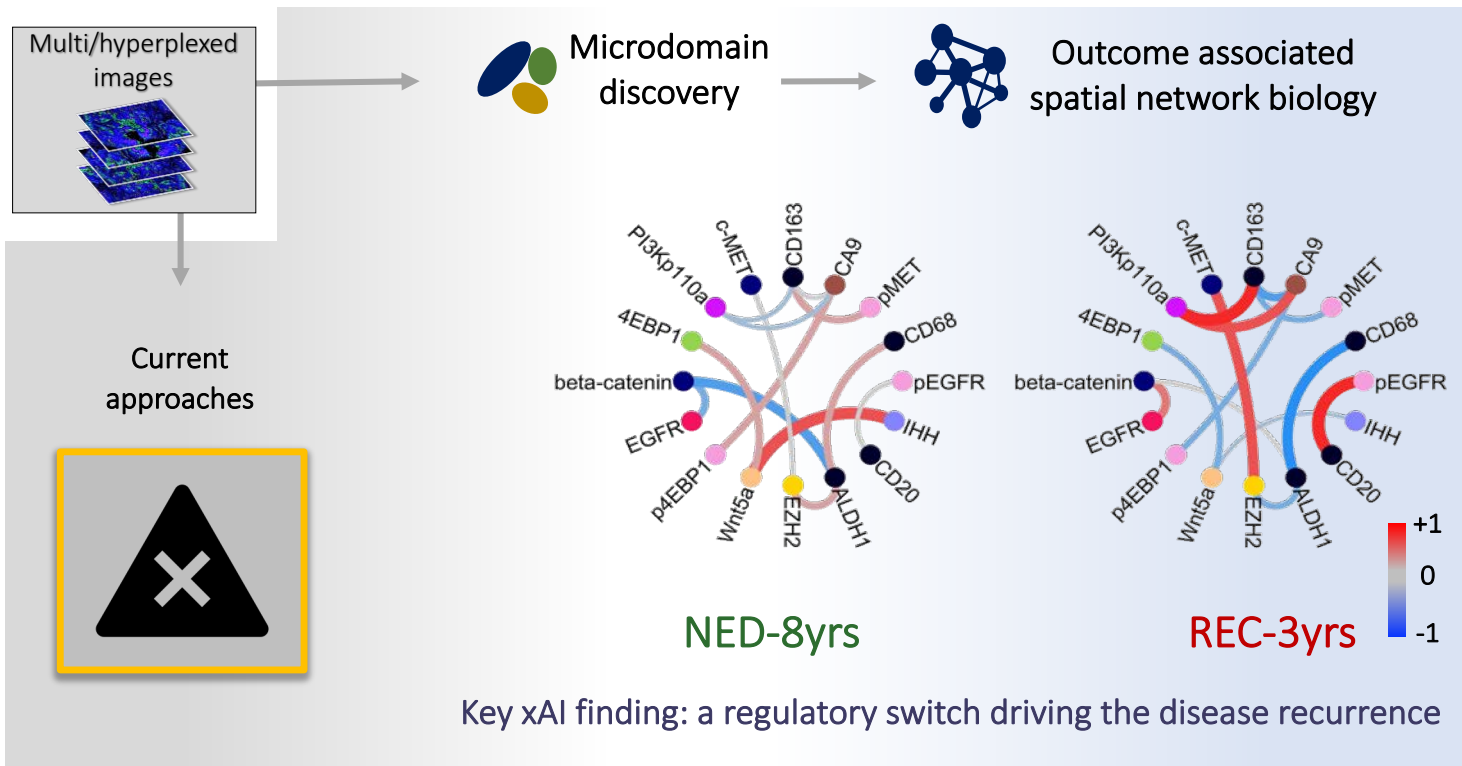 Multi/hyperplexed
images
Microdomain
discovery
Outcome associated
spatial network biology
Current
approaches
PI3Kp110a
c-MET
CD163
CA9
pMET
4EBP1
CD68
beta-catenin
pEGFR
EGFR
IHH
p4EBP1
CD20
Wnt5a
EZH2
ALDH1
NED-8yrs
PI3Kp110a
c-MET
CD163
CA9
pMET
4EBP1
CD68
beta-catenin
pEGFR
EGFR
IHH
p4EBP1
CD20
Wnt5a
EZH2
ALDH1
+1
0
-1
REC-3yrs
Key xAI finding: a regulatory switch driving the disease recurrence